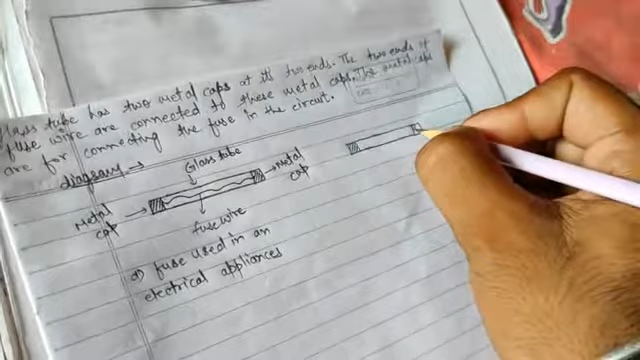 Glass tube has two metal caps at its two ends. The two ends of
fuse wire are connected to these metal caps. The metal caps
are for connecting the fuse in the circuit.
diagram →
Glass tube
Metal cap
Metal cap
fuse wire
a) fuse used in an
electrical appliances